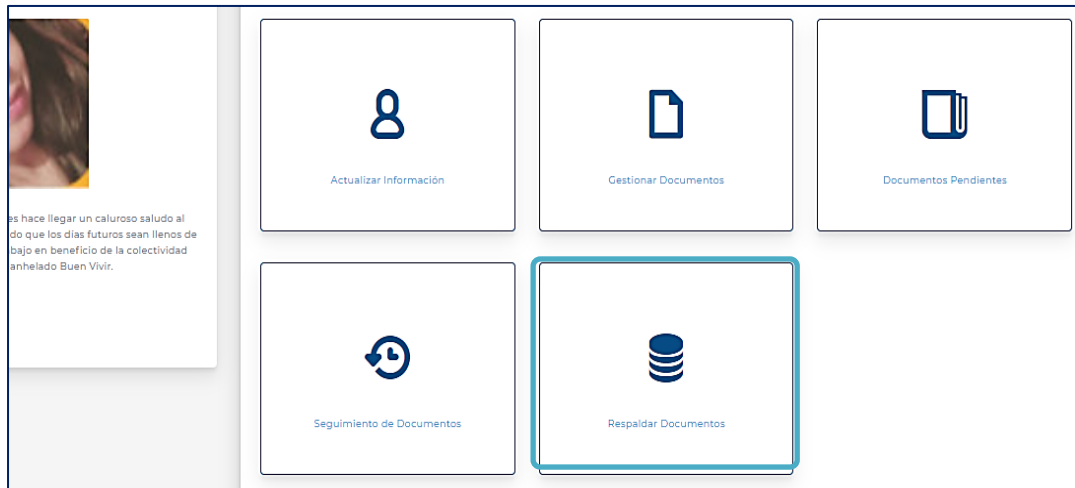 Actualizar Información
Gestionar Documentos
Documentos Pendientes
es hace llegar un caluroso saludo al
do que los días futuros sean llenos de
bajo en beneficio de la colectividad
anhelado Buen Vivir.
Seguimiento de Documentos
Respaldar Documentos